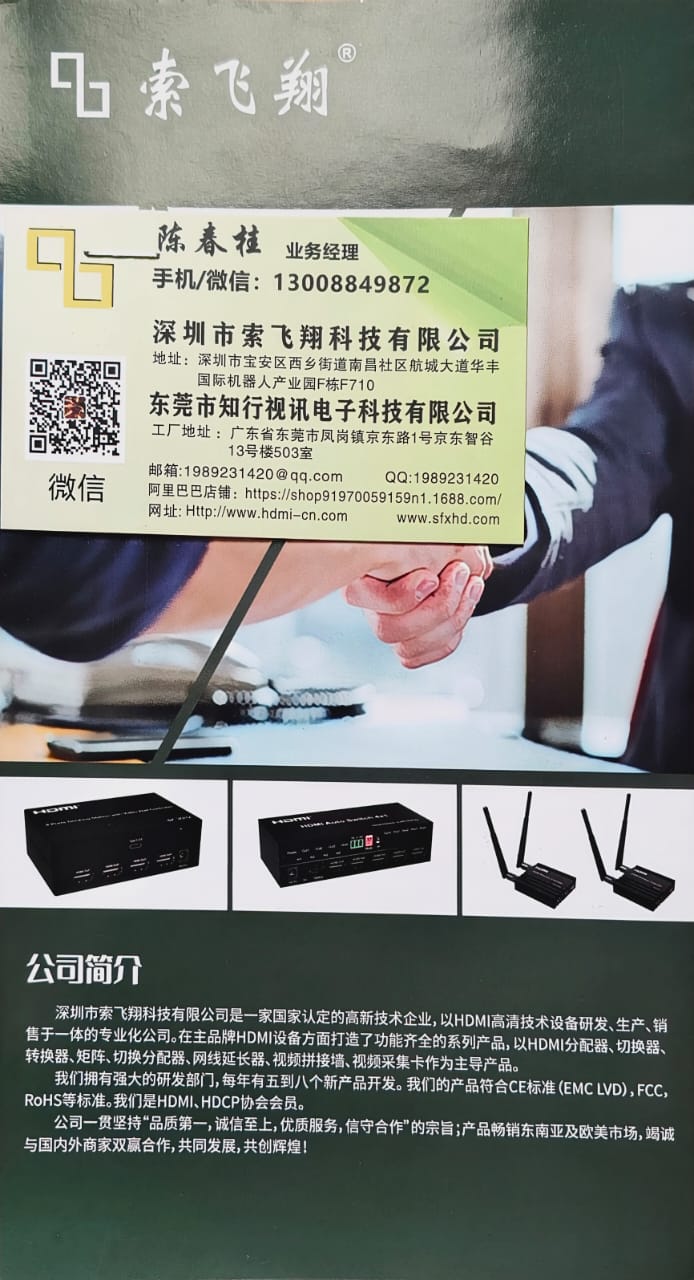 索飞翔®
陈春桂 业务经理
手机/微信：13008849872
深圳市索飞翔科技有限公司
地址：深圳市宝安区西乡街道南昌社区航城大道华丰
国际机器人产业园F栋F710
东莞市知行视讯电子科技有限公司
工厂地址：广东省东莞市凤岗镇京东路1号京东智谷
13号楼503室
微信
邮箱:1989231420@qq.com QQ:1989231420
阿里巴巴店铺：https://shop91970059159n1.1688.com/
网址: Http://www.hdmi-cn.com www.sfxhd.com
HDMI
HDMI
HDMI Auto Switch 4x1
公司简介
深圳市索飞翔科技有限公司是一家国家认定的高新技术企业，以HDMI高清技术设备研发、生产、销
售于一体的专业化公司。在主品牌HDMI设备方面打造了功能齐全的系列产品，以HDMI分配器、切换器、
转换器、矩阵、切换分配器、网线延长器、视频拼接墙、视频采集卡作为主导产品。
我们拥有强大的研发部门，每年有五到八个新产品开发。我们的产品符合CE标准（EMC LVD），FCC，
RoHS等标准。我们是HDMI、HDCP协会会员。
公司一贯坚持“品质第一，诚信至上，优质服务，信守合作”的宗旨；产品畅销东南亚及欧美市场，竭诚
与国内外商家双赢合作，共同发展，共创辉煌！